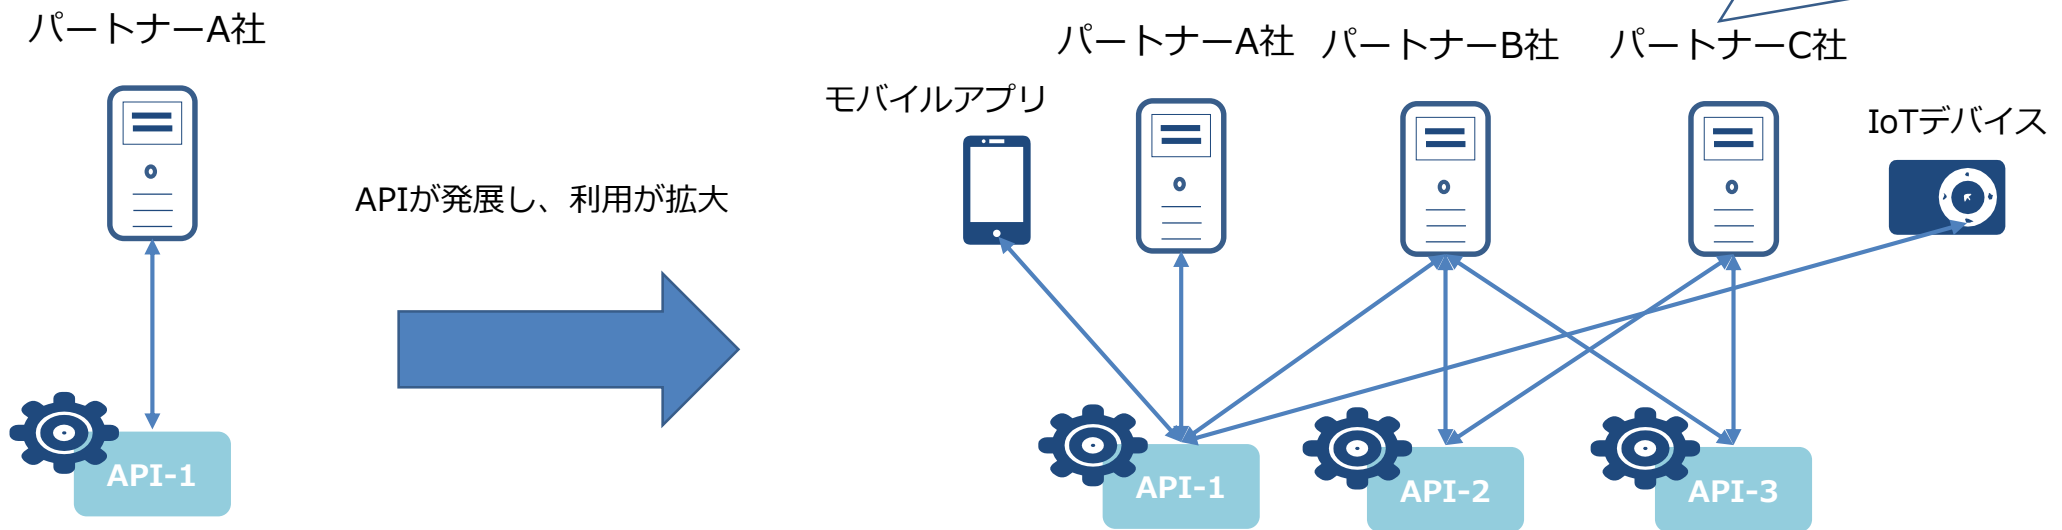 パートナーA社
APIが発展し、利用が拡大
API-1
パートナーA社
パートナーB社
パートナーC社
モバイルアプリ
IoTデバイス
API-1
API-2
API-3